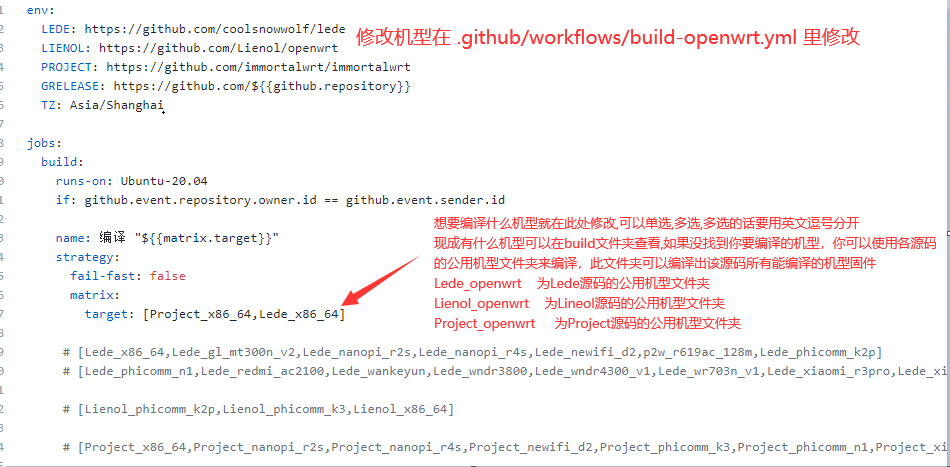 env:
LEDE: https://github.com/coolsnowwolf/lede
LIENOL: https://github.com/Lienol/openwrt
修改机型在 .github/workflows/build-openwrt.yml 里修改
PROJECT: https://github.com/immortalwrt/immortalwrt
GRELEASE: https://github.com/${{github.repository}}
TZ: Asia/Shanghai
jobs:
build:
runs-on: Ubuntu-20.04
if: github.event.repository.owner.id == github.event.sender.id
name: 编译 "${{matrix.target}}"
strategy:
fail-fast: false
matrix:
target: [Project_x86_64,Lede_x86_64]
想要编译什么机型就在此处修改,可以单选,多选,多选的话要用英文逗号分开
现成有什么机型可以在build文件夹查看,如果没找到你要编译的机型，你可以使用各源码
的公用机型文件夹来编译，此文件夹可以编译出该源码所有能编译的机型固件
Lede_openwrt 为Lede源码的公用机型文件夹
Lienol_openwrt 为Lineol源码的公用机型文件夹
Project_openwrt 为Project源码的公用机型文件夹
# [Lede_x86_64,Lede_gl_mt300n_v2,Lede_nanopi_r2s,Lede_nanopi_r4s,Lede_newifi_d2,p2w_r619ac_128m,Lede_phicomm_k2p]
# [Lede_phicomm_n1,Lede_redmi_ac2100,Lede_wankeyun,Lede_wndr3800,Lede_wndr4300_v1,Lede_wr703n_v1,Lede_xiaomi_r3pro,Lede_xi
# [Lienol_phicomm_k2p,Lienol_phicomm_k3,Lienol_x86_64]
# [Project_x86_64,Project_nanopi_r2s,Project_nanopi_r4s,Project_newifi_d2,Project_phicomm_k3,Project_phicomm_n1,Project_xi